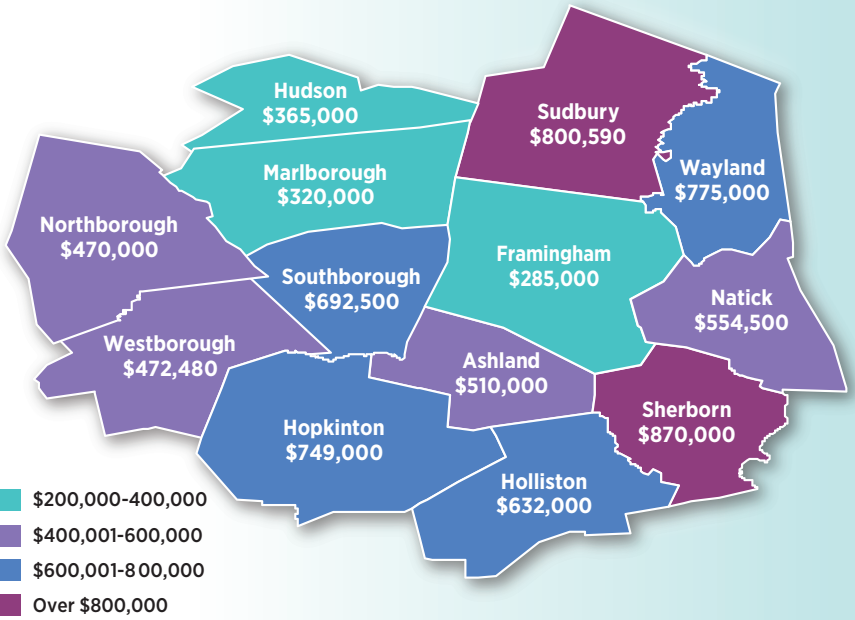 Hudson
$365,000
Sudbury
$800,590
Marlborough
$320,000
Wayland
$775,000
Northborough
$470,000
Framingham
$285,000
Southborough
$692,500
Natick
$554,500
Westborough
$472,480
Ashland
$510,000
Sherborn
$870,000
Hopkinton
$749,000
Holliston
$632,000
$200,000-400,000
$400,001-600,000
$600,001-800,000
Over $800,000